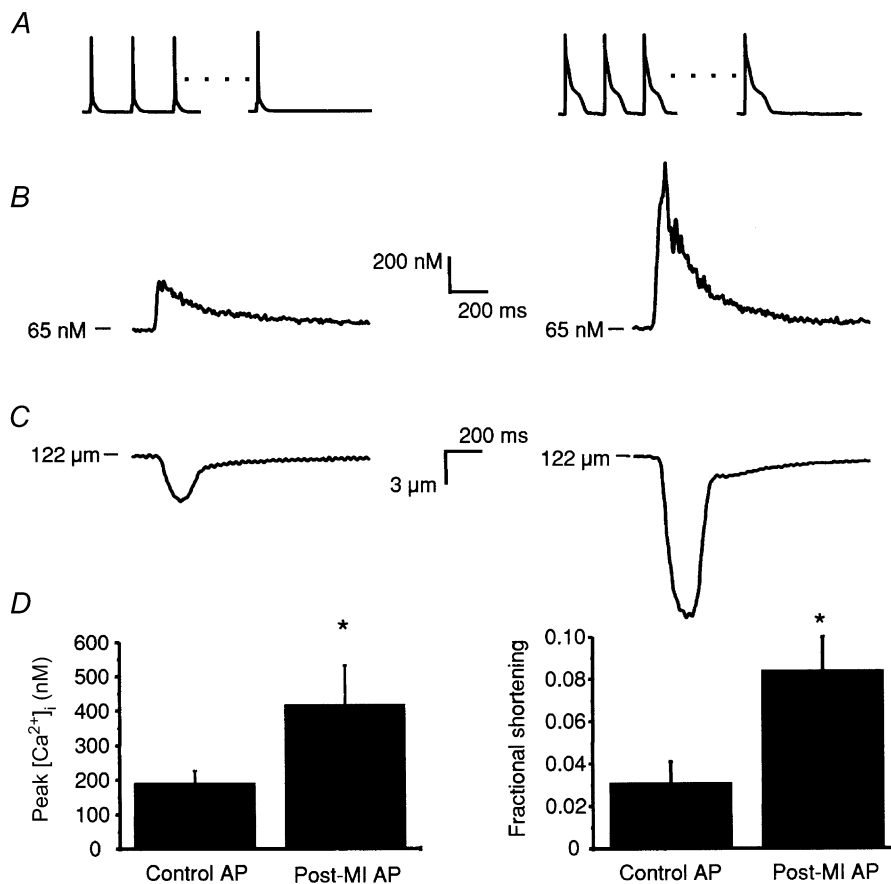 A
B
200 nM
200 ms
65 nM
65 nM
C
122 µm
200 ms
3 µm
122 µm
D
Peak [Ca2+]i (nM)
600
500
400
300
200
100
0
*
Control AP
Post-MI AP
Fractional shortening
0.10
0.08
0.06
0.04
0.02
0
*
Control AP
Post-MI AP